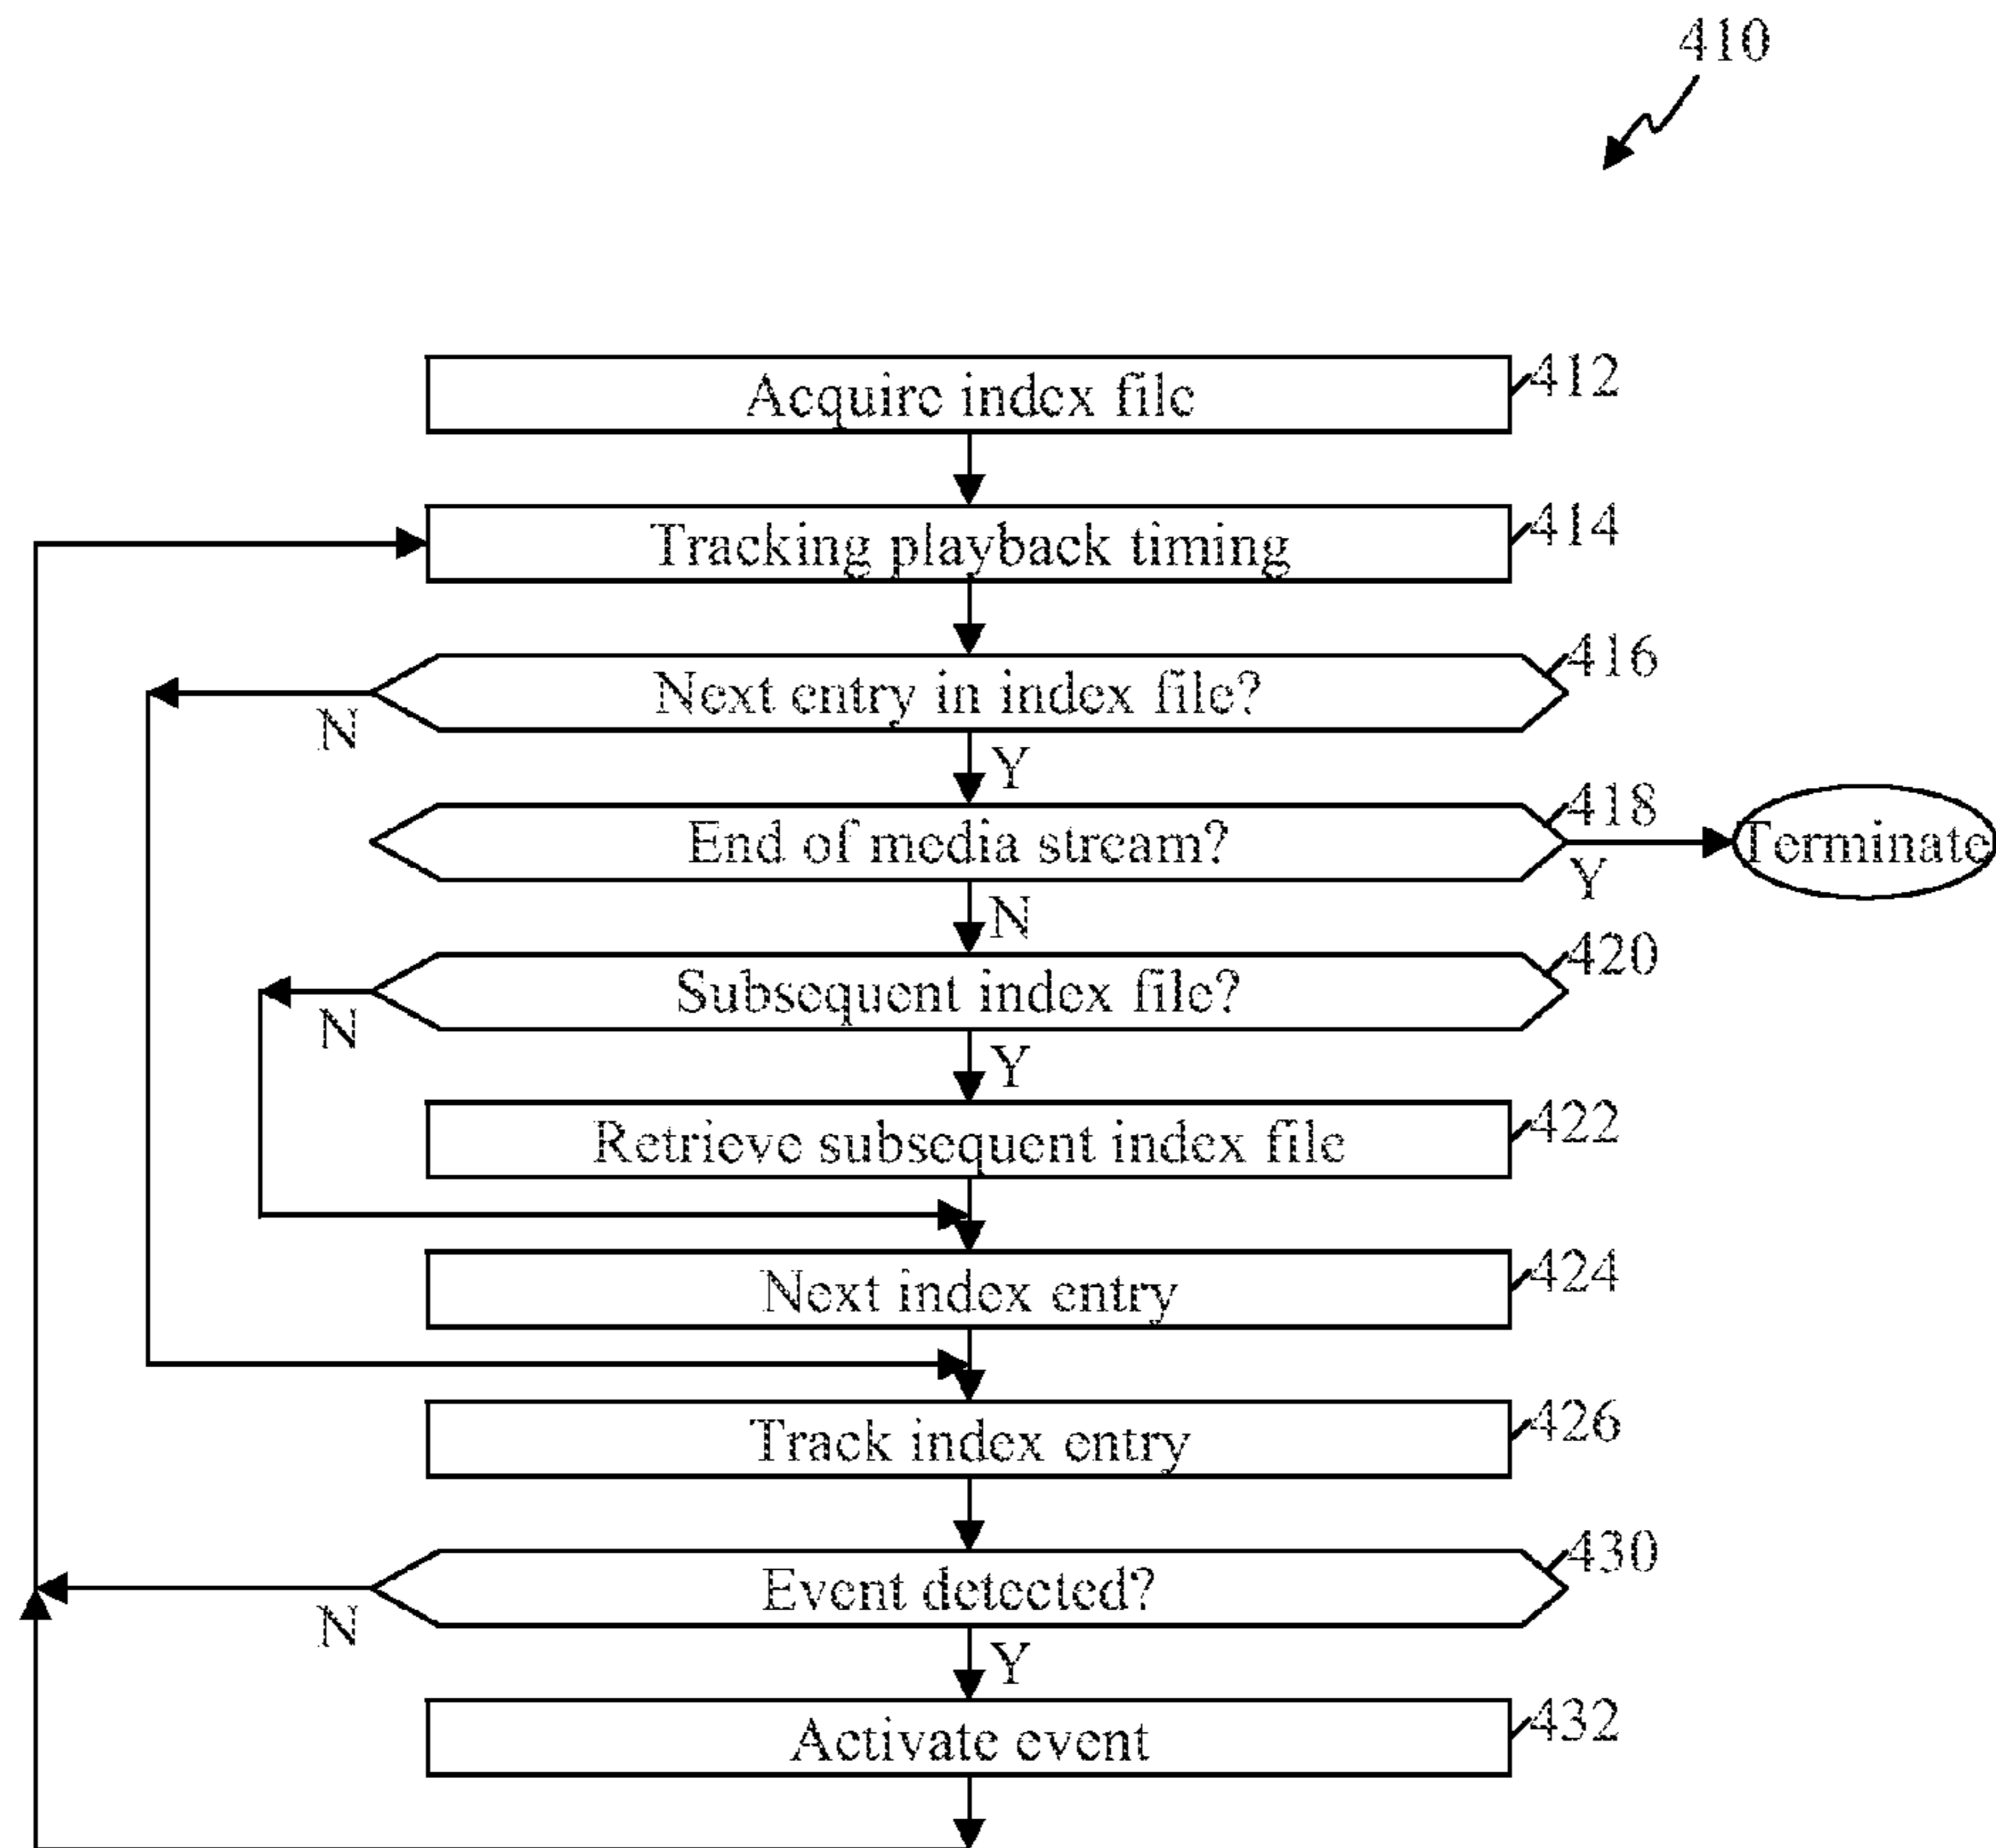 410
Acquire index file
412
Tracking playback timing
414
Next entry in index file?
416
N
Y
End of media stream?
418
Terminate
Y
N
Subsequent index file?
420
N
Y
Retrieve subsequent index file
422
Next index entry
424
Track index entry
426
Event detected?
430
N
Y
Activate event
432